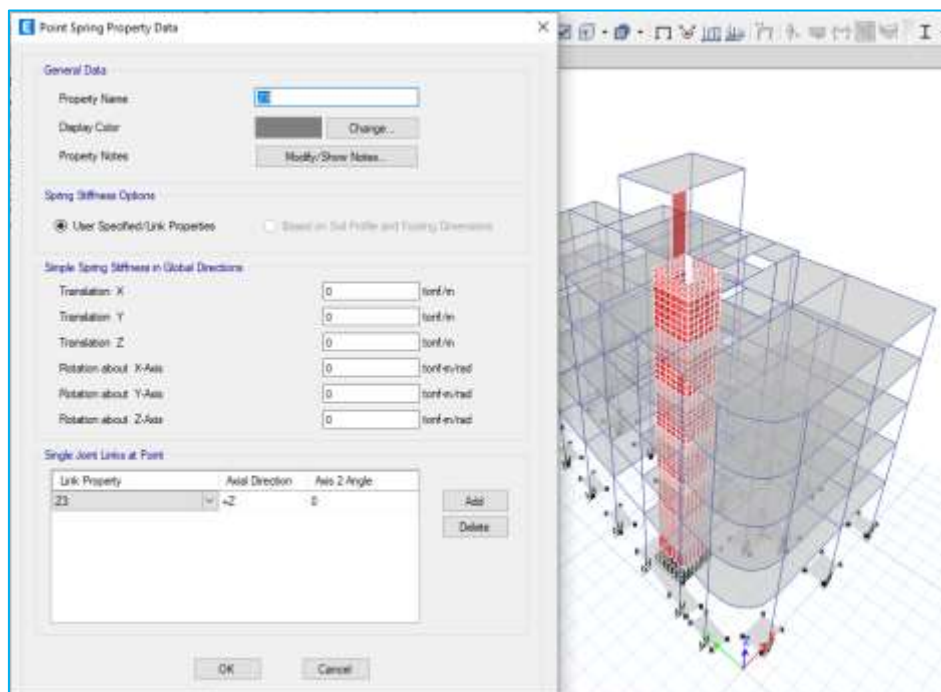 Point Spring Property Data
General Data
Property Name
Display Color
Change...
Property Notes
Modify/Show Notes...
Spring Stiffness Options
User Specified/Link Properties
Based on Soil Profile and Footing Dimensions
Simple Spring Stiffness in Global Directions
Translation X 0 tonf/m
Translation Y 0 tonf/m
Translation Z 0 tonf/m
Rotation about X-Axis 0 tonf-m/rad
Rotation about Y-Axis 0 tonf-m/rad
Rotation about Z-Axis 0 tonf-m/rad
Single Joint Links at Point
Link Property Axial Direction Axis 2 Angle
Z3 +Z 0
Add
Delete
OK Cancel